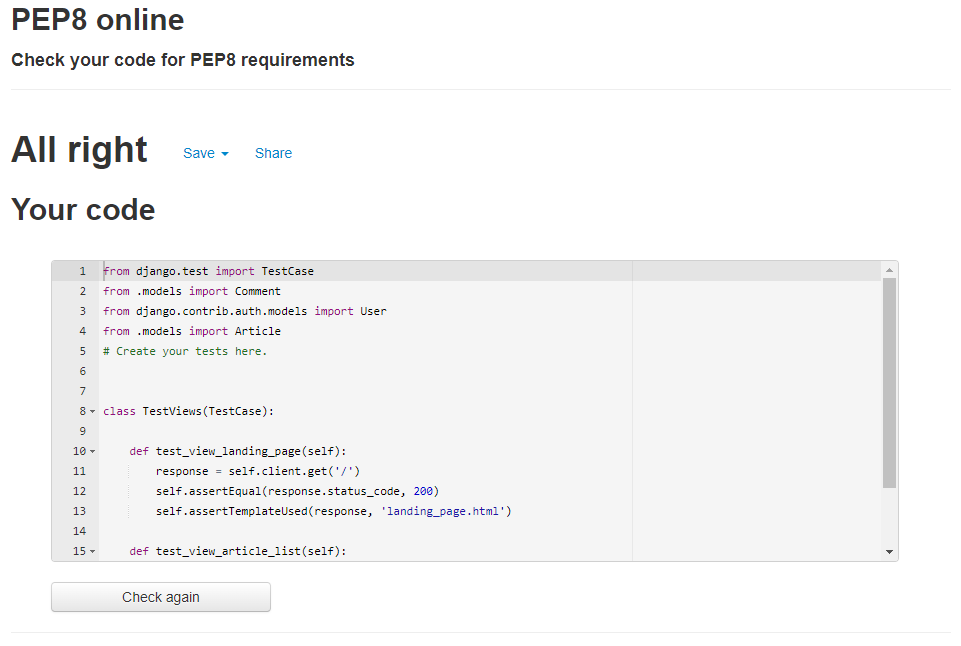 PEP8 online
Check your code for PEP8 requirements
All right Save Share
Your code
1 from django.test import TestCase
2 from .models import Comment
3 from django.contrib.auth.models import User
4 from .models import Article
5 # Create your tests here.
6
7
8 class TestViews(TestCase):
9
10 def test_view_landing_page(self):
11 response = self.client.get('/')
12 self.assertEqual(response.status_code, 200)
13 self.assertTemplateUsed(response, 'landing_page.html')
14
15 def test_view_article_list(self):
Check again